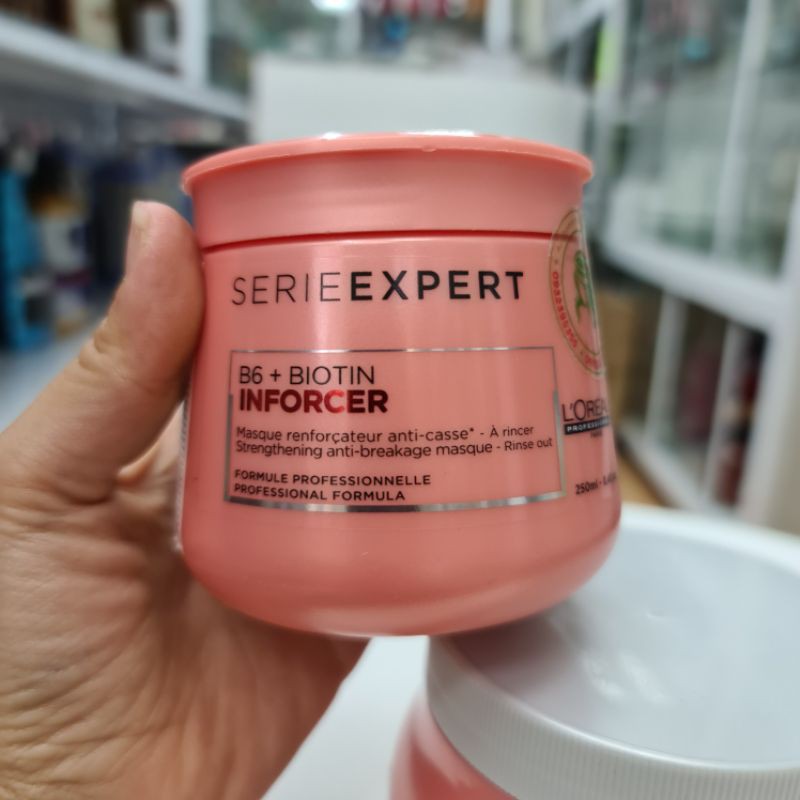 SERIEEXPERT
B6 + BIOTIN
INFORCER
Masque renforçateur anti-casse* - À rincer
Strengthening anti-breakage masque - Rinse out
FORMULE PROFESSIONNELLE
PROFESSIONAL FORMULA
L'ORÉA
PROFESSI
250ml -